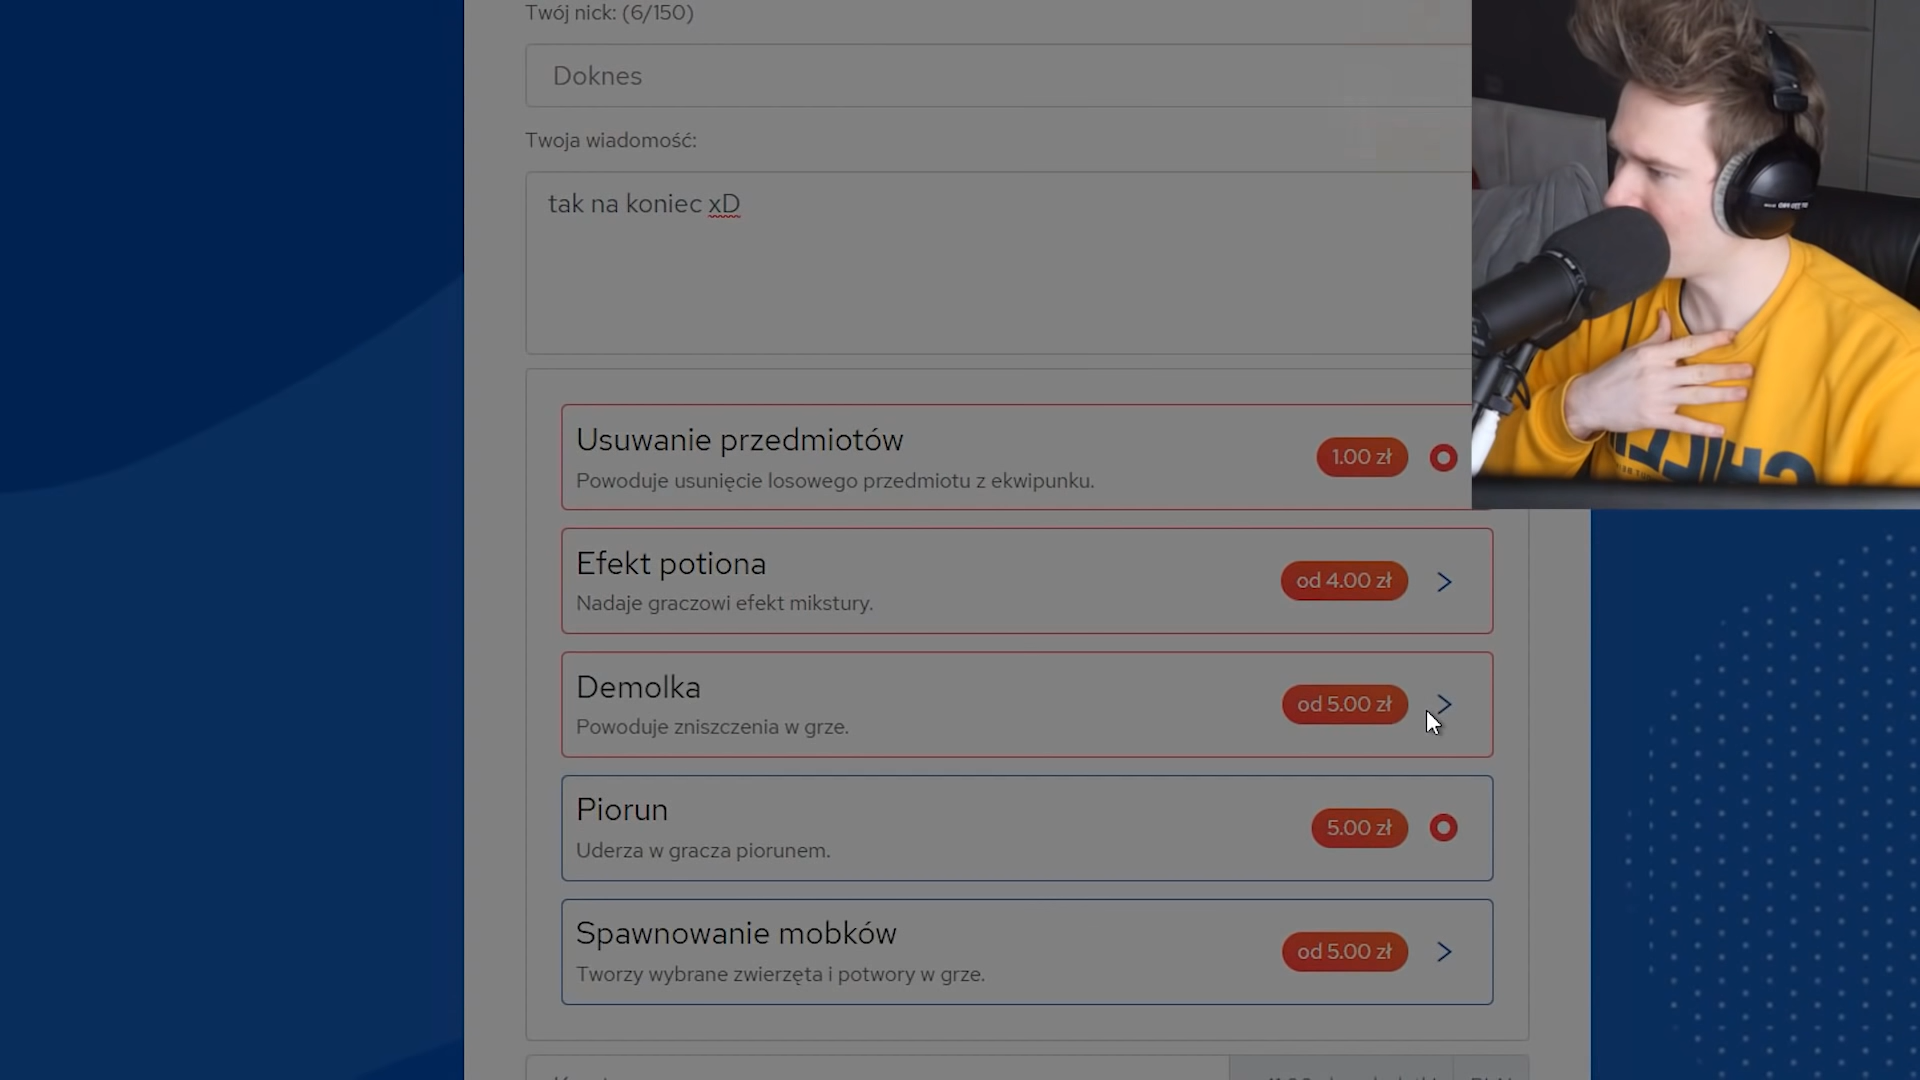 Twój nick: (6/150)
Doknes
Twoja wiadomość:
tak na koniec xD
Usuwanie przedmiotów
1.00 zł
Powoduje usunięcie losowego przedmiotu z ekwipunku.
Efekt potiona
od 4.00 zł
Nadaje graczowi efekt mikstury.
Demolka
od 5.00 zł
Powoduje zniszczenia w grze.
Piorun
5.00 zł
Uderza w gracza piorunem.
Spawnowanie mobków
od 5.00 zł
Tworzy wybrane zwierzęta i potwory w grze.